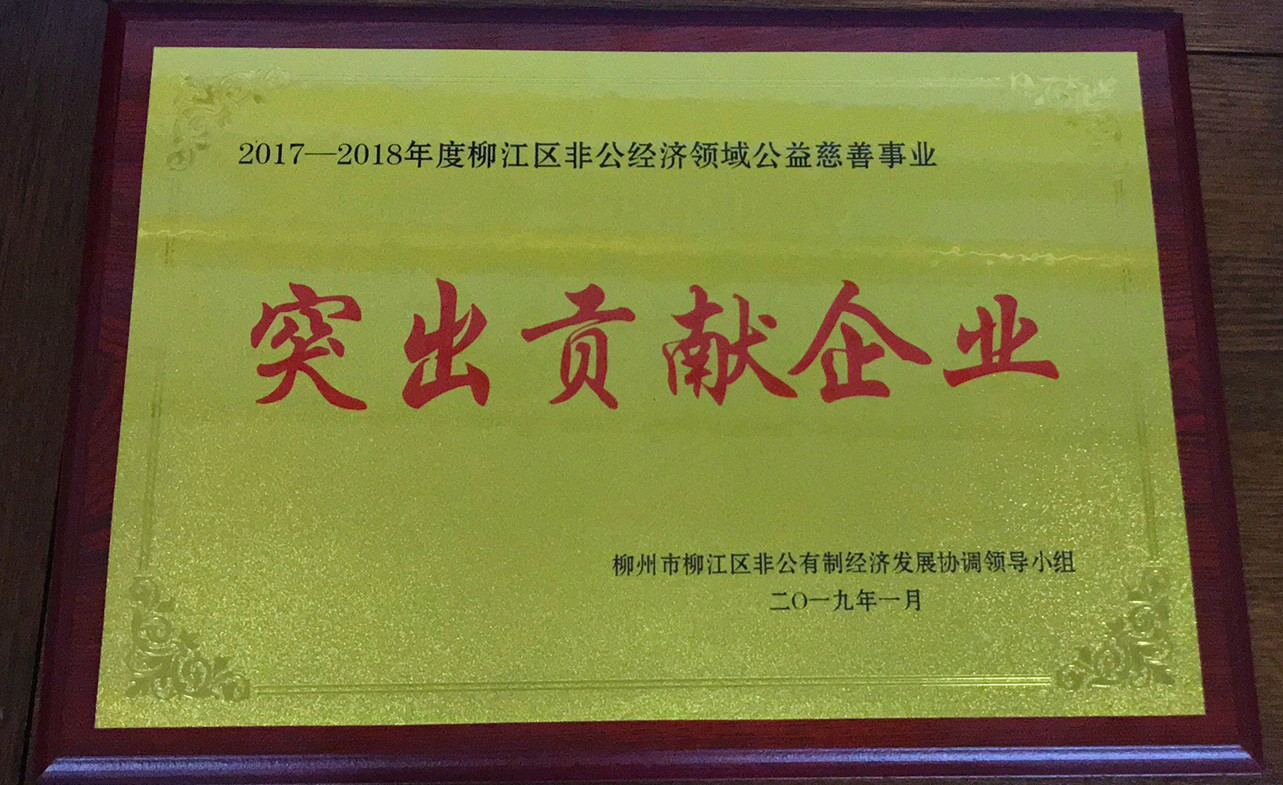 2017—2018年度柳江区非公经济领域公益慈善事业
突出贡献企业
柳州市柳江区非公有制经济发展协调领导小组
二〇一九年一月